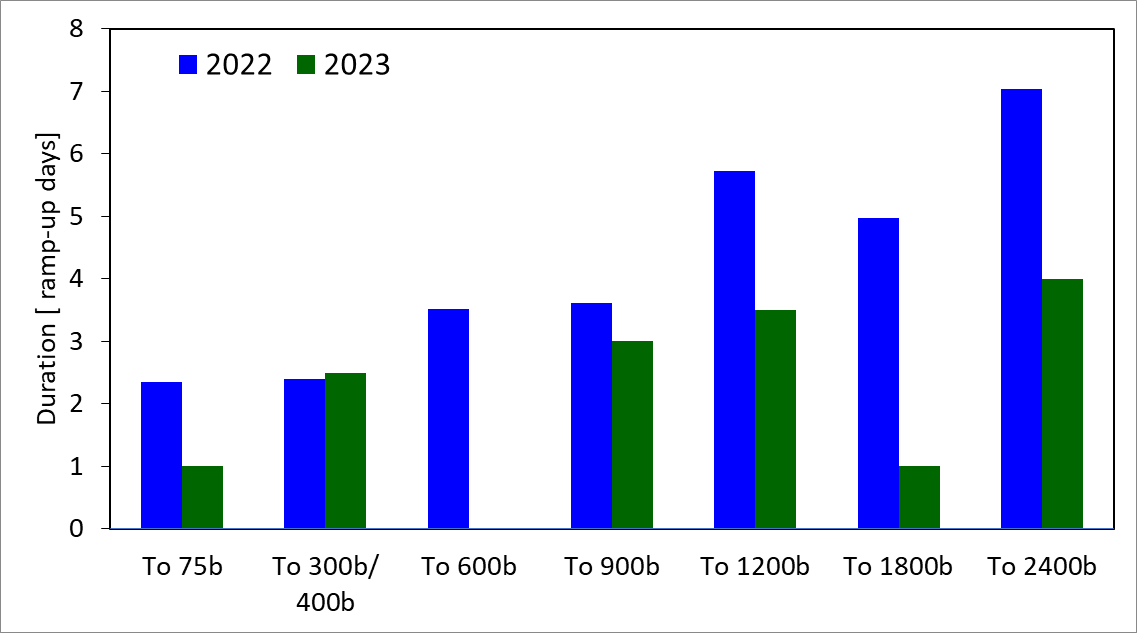 8
2022 2023
7
6
5
4
3
2
1
0
Duration [ ramp-up days]
To 75b
To 300b/
400b
To 600b
To 900b
To 1200b
To 1800b
To 2400b